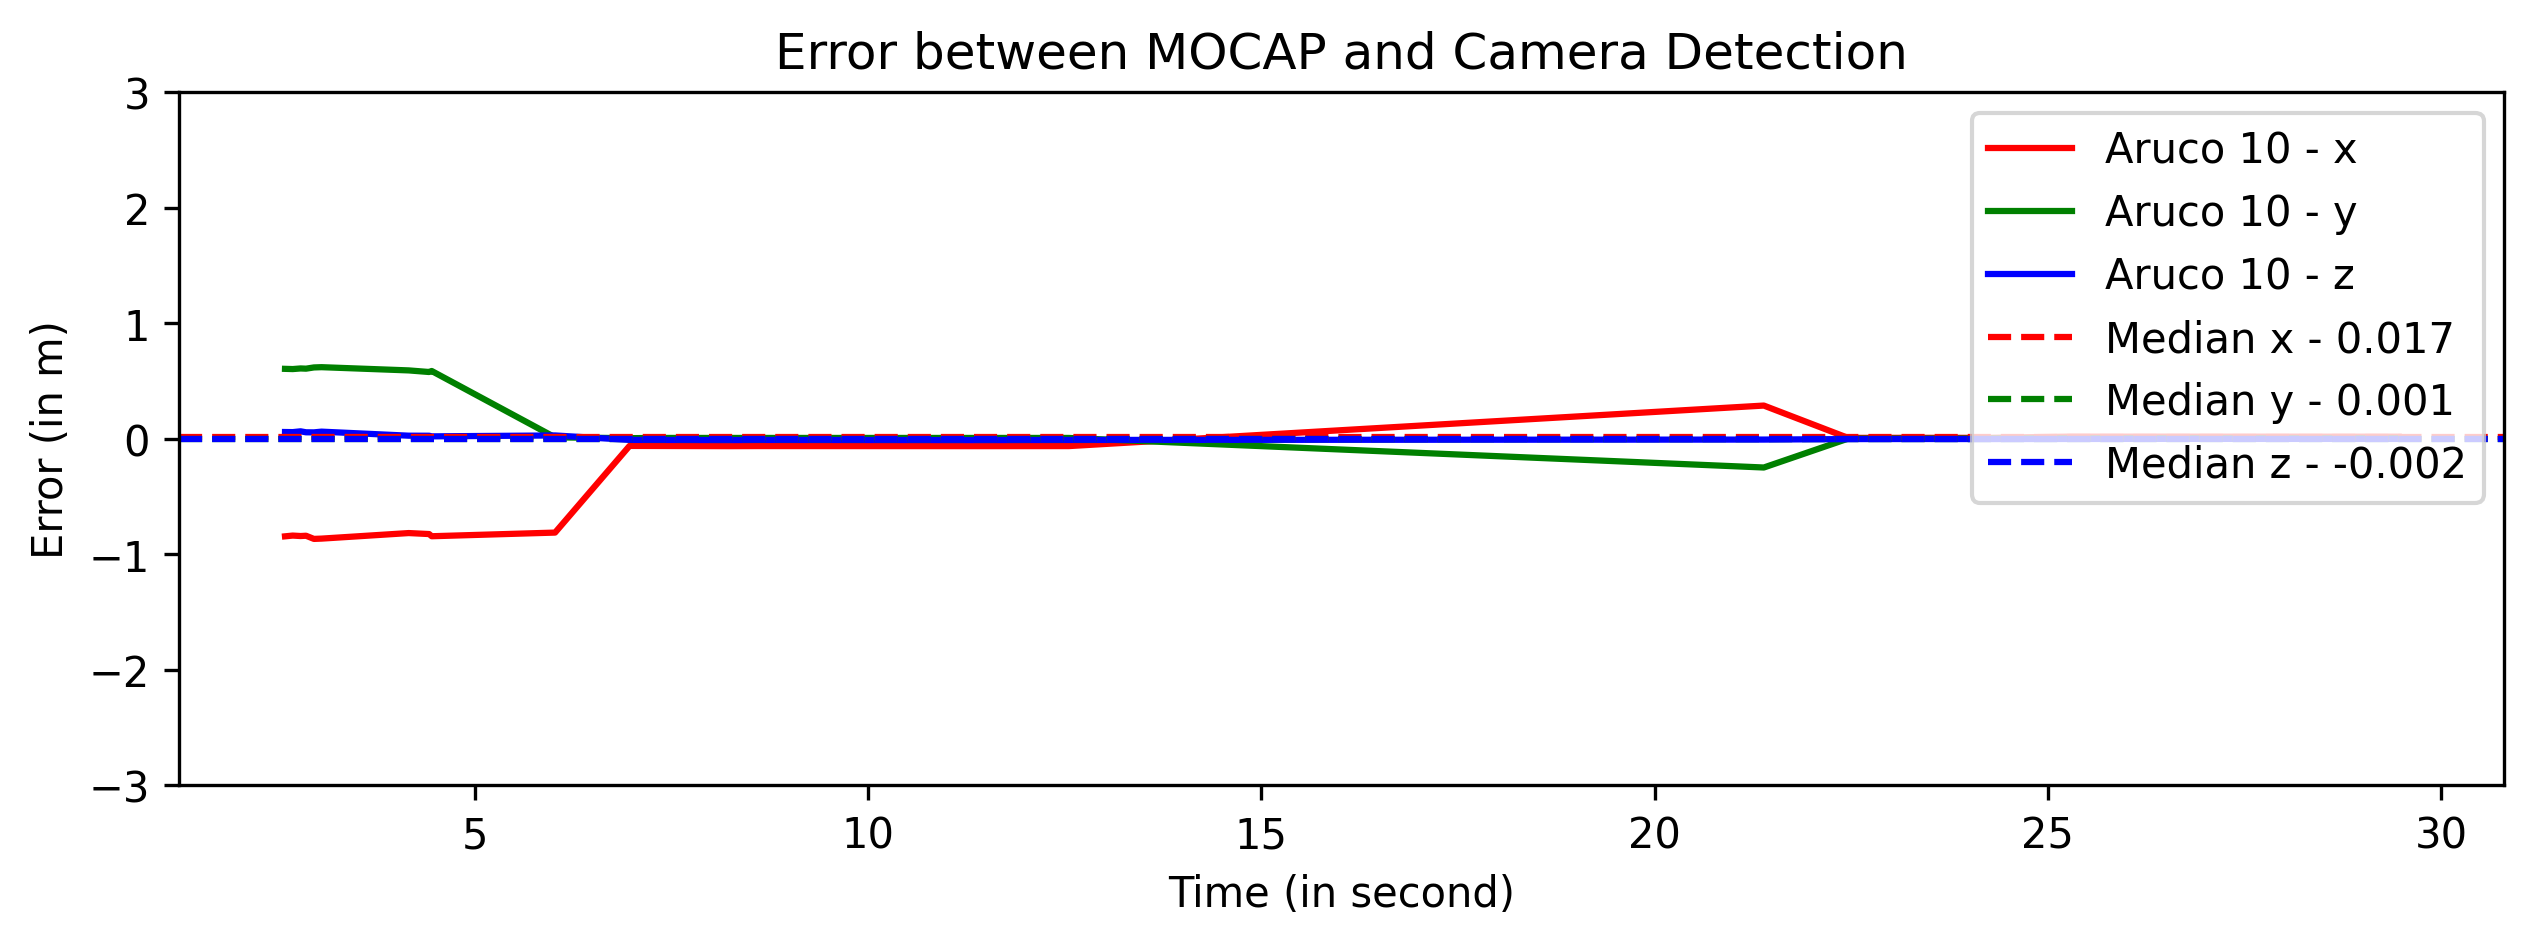 Error between MOCAP and Camera Detection
3
2
1
0
−1
−2
−3
Error (in m)
Aruco 10 - x
Aruco 10 - y
Aruco 10 - z
Median x - 0.017
Median y - 0.001
Median z - -0.002
5 10 15 20 25 30
Time (in second)